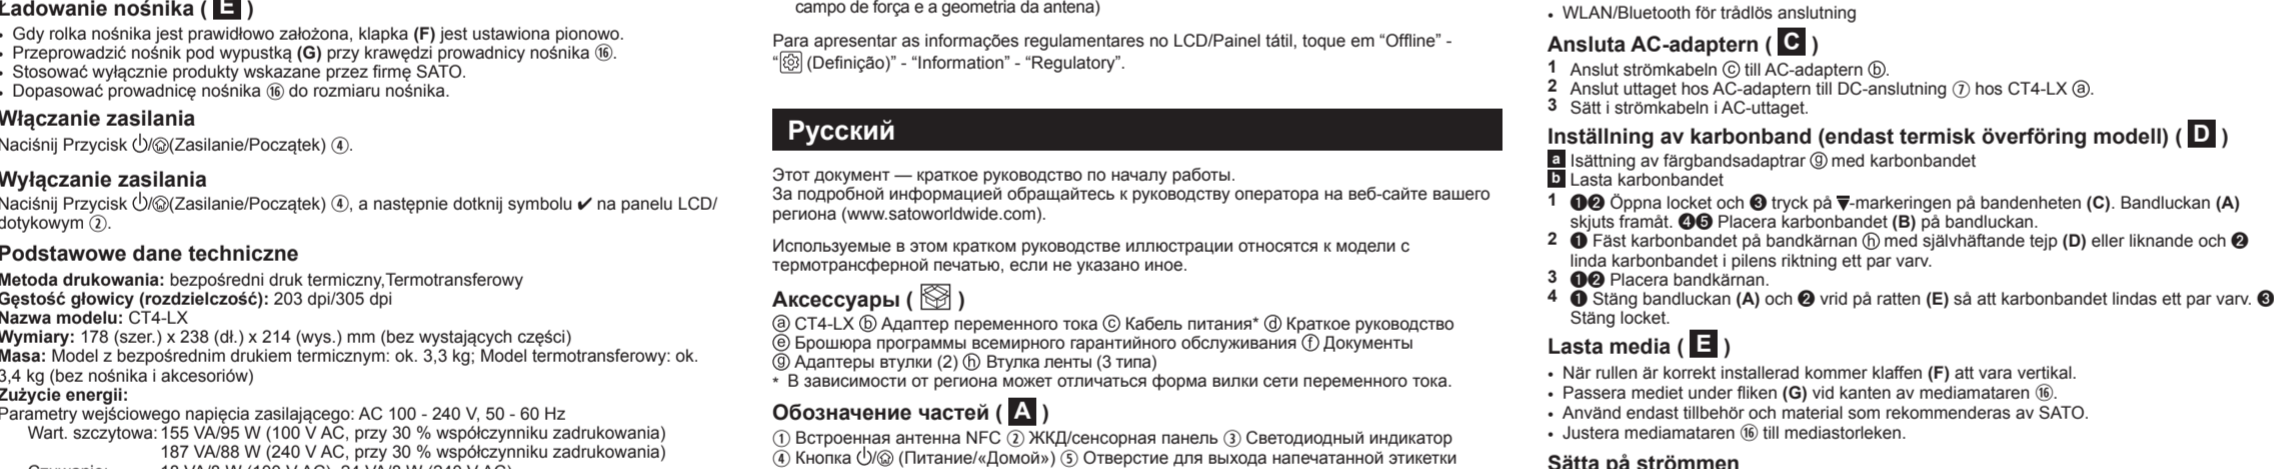 Ładowanie nośnika ( E )
• Gdy rolka nośnika jest prawidłowo założona, klapka (F) jest ustawiona pionowo.
• Przeprowadzić nośnik pod wypustką (G) przy krawędzi prowadnicy nośnika ⑯.
• Stosować wyłącznie produkty wskazane przez firmę SATO.
• Dopasować prowadnicę nośnika ⑯ do rozmiaru nośnika.
Włączanie zasilania
Naciśnij Przycisk ⏻/(Zasilanie/Początek) ④.
Wyłączanie zasilania
Naciśnij Przycisk ⏻/(Zasilanie/Początek) ④, a następnie dotknij symbolu ✔ na panelu LCD/
dotykowym ②.
Podstawowe dane techniczne
Metoda drukowania: bezpośredni druk termiczny,Termotransferowy
Gęstość głowicy (rozdzielczość): 203 dpi/305 dpi
Nazwa modelu: CT4-LX
Wymiary: 178 (szer.) x 238 (dł.) x 214 (wys.) mm (bez wystających części)
Masa: Model z bezpośrednim drukiem termicznym: ok. 3,3 kg; Model termotransferowy: ok.
3,4 kg (bez nośnika i akcesoriów)
Zużycie energii:
Parametry wejściowego napięcia zasilającego: AC 100 - 240 V, 50 - 60 Hz
Wart. szczytowa: 155 VA/95 W (100 V AC, przy 30 % współczynniku zadrukowania)
187 VA/88 W (240 V AC, przy 30 % współczynniku zadrukowania)
campo de força e a geometria da antena)
Para apresentar as informações regulamentares no LCD/Painel tátil, toque em “Offline” -
“ (Definição)” - “Information” - “Regulatory”.
Русский
Этот документ — краткое руководство по началу работы.
За подробной информацией обращайтесь к руководству оператора на веб-сайте вашего
региона (www.satoworldwide.com).
Используемые в этом кратком руководстве иллюстрации относятся к модели с
термотрансферной печатью, если не указано иное.
Аксессуары ( )
ⓐ CT4-LX ⓑ Адаптер переменного тока ⓒ Кабель питания* ⓓ Краткое руководство
ⓔ Брошюра программы всемирного гарантийного обслуживания ⓕ Документы
ⓖ Адаптеры втулки (2) ⓗ Втулка ленты (3 типа)
* В зависимости от региона может отличаться форма вилки сети переменного тока.
Обозначение частей ( A )
① Встроенная антенна NFC ② ЖКД/сенсорная панель ③ Светодиодный индикатор
④ Кнопка ⏻/ (Питание/«Домой») ⑤ Отверстие для выхода напечатанной этикетки
• WLAN/Bluetooth för trådlös anslutning
Ansluta AC-adaptern ( C )
1 Anslut strömkabeln ⓒ till AC-adaptern ⓑ.
2 Anslut uttaget hos AC-adaptern till DC-anslutning ⑦ hos CT4-LX ⓐ.
3 Sätt i strömkabeln i AC-uttaget.
Inställning av karbonband (endast termisk överföring modell) ( D )
a Isättning av färgbandsadaptrar ⓖ med karbonbandet
b Lasta karbonbandet
1 ❶❷ Öppna locket och ❸ tryck på ▼-markeringen på bandenheten (C). Bandluckan (A)
skjuts framåt. ❹❺ Placera karbonbandet (B) på bandluckan.
2 ❶ Fäst karbonbandet på bandkärnan ⓗ med självhäftande tejp (D) eller liknande och ❷
linda karbonbandet i pilens riktning ett par varv.
3 ❶❷ Placera bandkärnan.
4 ❶ Stäng bandluckan (A) och ❷ vrid på ratten (E) så att karbonbandet lindas ett par varv. ❸
Stäng locket.
Lasta media ( E )
• När rullen är korrekt installerad kommer klaffen (F) att vara vertikal.
• Passera mediet under fliken (G) vid kanten av mediamataren ⑯.
• Använd endast tillbehör och material som rekommenderas av SATO.
• Justera mediamataren ⑯ till mediastorleken.
Sätta på strömmen